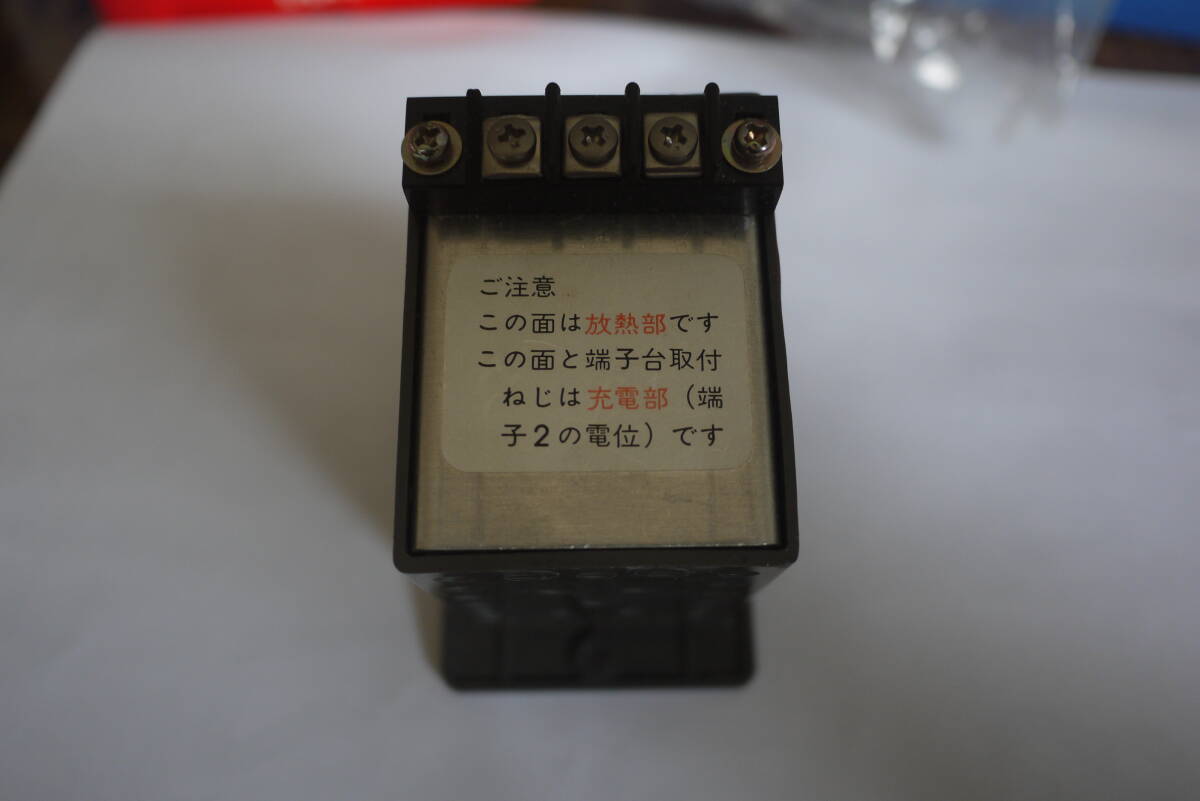 ご注意
この面は放熱部です
この面と端子台取付
ねじは充電部（端
子2の電位）です